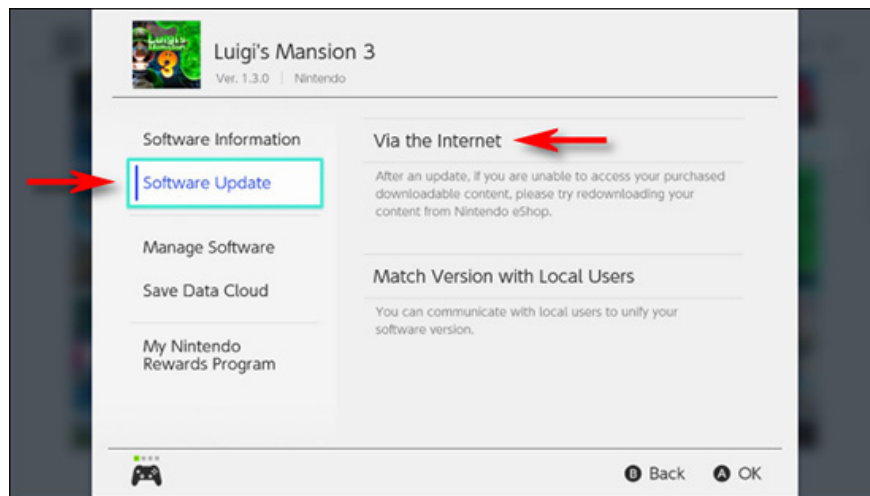 Luigi's Mansion 3
Ver. 1.3.0 | Nintendo
Software Information
Software Update
Manage Software
Save Data Cloud
My Nintendo
Rewards Program
Via the Internet
After an update, if you are unable to access your purchased
downloadable content, please try redownloading your
content from Nintendo eShop.
Match Version with Local Users
You can communicate with local users to unify your
software version.
B Back
A OK